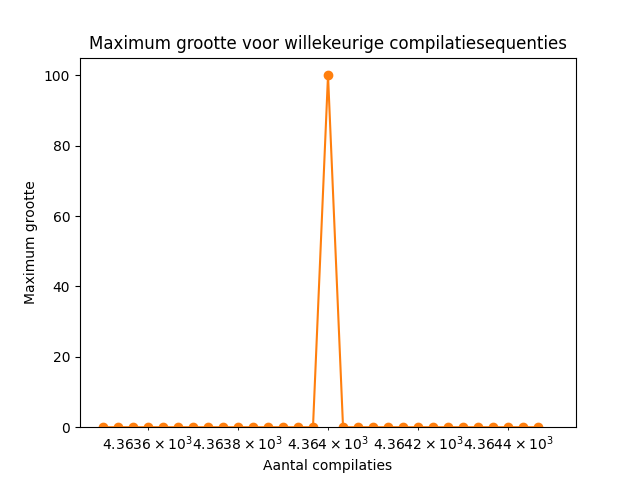 Maximum grootte voor willekeurige compilatiesequenties
100
80
60
40
20
0
Maximum grootte
4.3636 × 10³ 4.3638 × 10³ 4.364 × 10³ 4.3642 × 10³ 4.3644 × 10³
Aantal compilaties